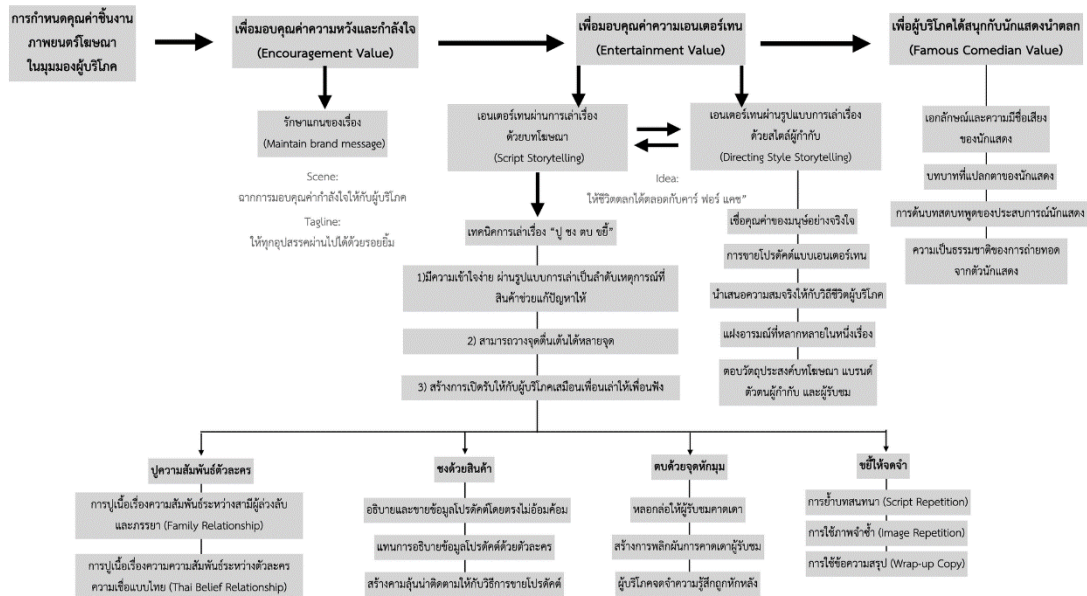 การกำหนดคุณค่าชิ้นงาน
ภาพยนตร์โฆษณา
ในมุมมองผู้บริโภค
เพื่อมอบคุณค่าความหวังและกำลังใจ
(Encouragement Value)
เพื่อมอบคุณค่าความเอนเตอร์เทน
(Entertainment Value)
เพื่อผู้บริโภคได้สนุกกับนักแสดงนำตลก
(Famous Comedian Value)
รักษาแกนของเรื่อง
(Maintain brand message)
Scene:
ฉากการมอบคุณค่ากำลังใจให้กับผู้บริโภค
Tagline:
ให้ทุกอุปสรรคผ่านไปได้ด้วยรอยยิ้ม
เอนเตอร์เทนผ่านการเล่าเรื่อง
ด้วยบทโฆษณา
(Script Storytelling)
เอนเตอร์เทนผ่านรูปแบบการเล่าเรื่อง
ด้วยสไตล์ผู้กำกับ
(Directing Style Storytelling)
Idea:
ให้ชีวิตตลกได้ตลอดกับคาร์ ฟอร์ แคช”
เอกลักษณ์และความมีชื่อเสียง
ของนักแสดง
บทบาทที่แปลกตาของนักแสดง
การด้นบทสดบทพูดของประสบการณ์นักแสดง
ความเป็นธรรมชาติของการถ่ายทอด
จากตัวนักแสดง
เทคนิคการเล่าเรื่อง “ปู ชง ตบ ขยี้”
1)มีความเข้าใจง่าย ผ่านรูปแบบการเล่าเป็นลำดับเหตุการณ์ที่
สินค้าช่วยแก้ปัญหาให้
2) สามารถวางจุดตื่นเต้นได้หลายจุด
3) สร้างการเปิดรับให้กับผู้บริโภคเสมือนเพื่อนเล่าให้เพื่อนฟัง
เชื่อคุณค่าของมนุษย์อย่างจริงใจ
การขายโปรดัคต์แบบเอนเตอร์เทน
นำเสนอความสมจริงให้กับวิถีชีวิตผู้บริโภค
แฝงอารมณ์ที่หลากหลายในหนึ่งเรื่อง
ตอบวัตถุประสงค์บทโฆษณา แบรนด์
ตัวตนผู้กำกับ และผู้รับชม
ปูความสัมพันธ์ตัวละคร
การปูเนื้อเรื่องความสัมพันธ์ระหว่างสามีผู้ล่วงลับ
และภรรยา (Family Relationship)
การปูเนื้อเรื่องความความสัมพันธ์ระหว่างตัวละคร
ความเชื่อแบบไทย (Thai Belief Relationship)
ชงด้วยสินค้า
อธิบายและขายข้อมูลโปรดัคต์โดยตรงไม่อ้อมค้อม
แทนการอธิบายข้อมูลโปรดัคต์ด้วยตัวละคร
สร้างคามลุ้นน่าติดตามให้กับวิธีการขายโปรดัคต์
ตบด้วยจุดหักมุม
หลอกล่อให้ผู้รับชมคาดเดา
สร้างการพลิกผันการคาดเดาผู้รับชม
ผู้บริโภคจดจำความรู้สึกถูกหักหลัง
ขยี้ให้จดจำ
การย้ำบทสนทนา (Script Repetition)
การใช้ภาพจำซ้ำ (Image Repetition)
การใช้ข้อความสรุป (Wrap-up Copy)